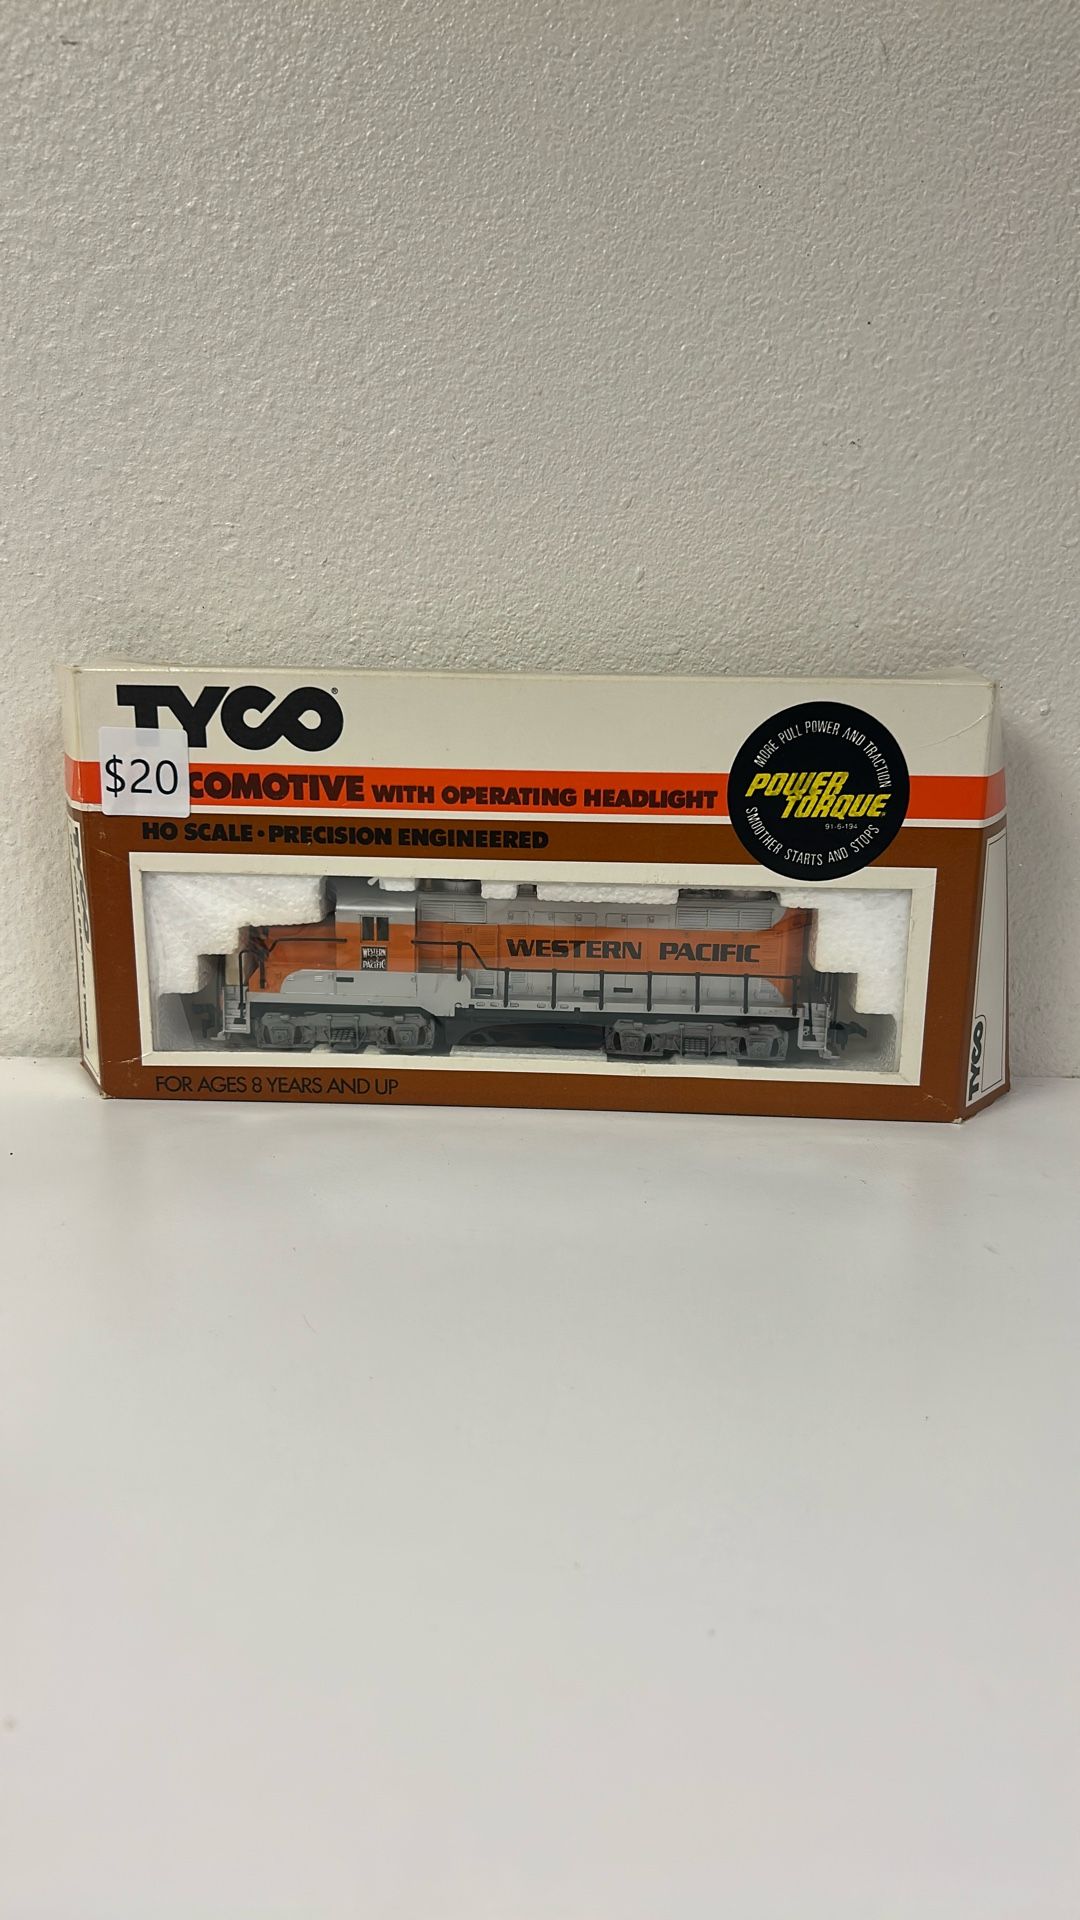 TYCO®
$20
COMOTIVE WITH OPERATING HEADLIGHT
HO SCALE • PRECISION ENGINEERED
MORE PULL POWER AND TRACTION
POWER
TORQUE®
91-6-194
SMOOTHER STARTS AND STOPS
WESTERN PACIFIC
WESTERN
PACIFIC
FOR AGES 8 YEARS AND UP
TYCO